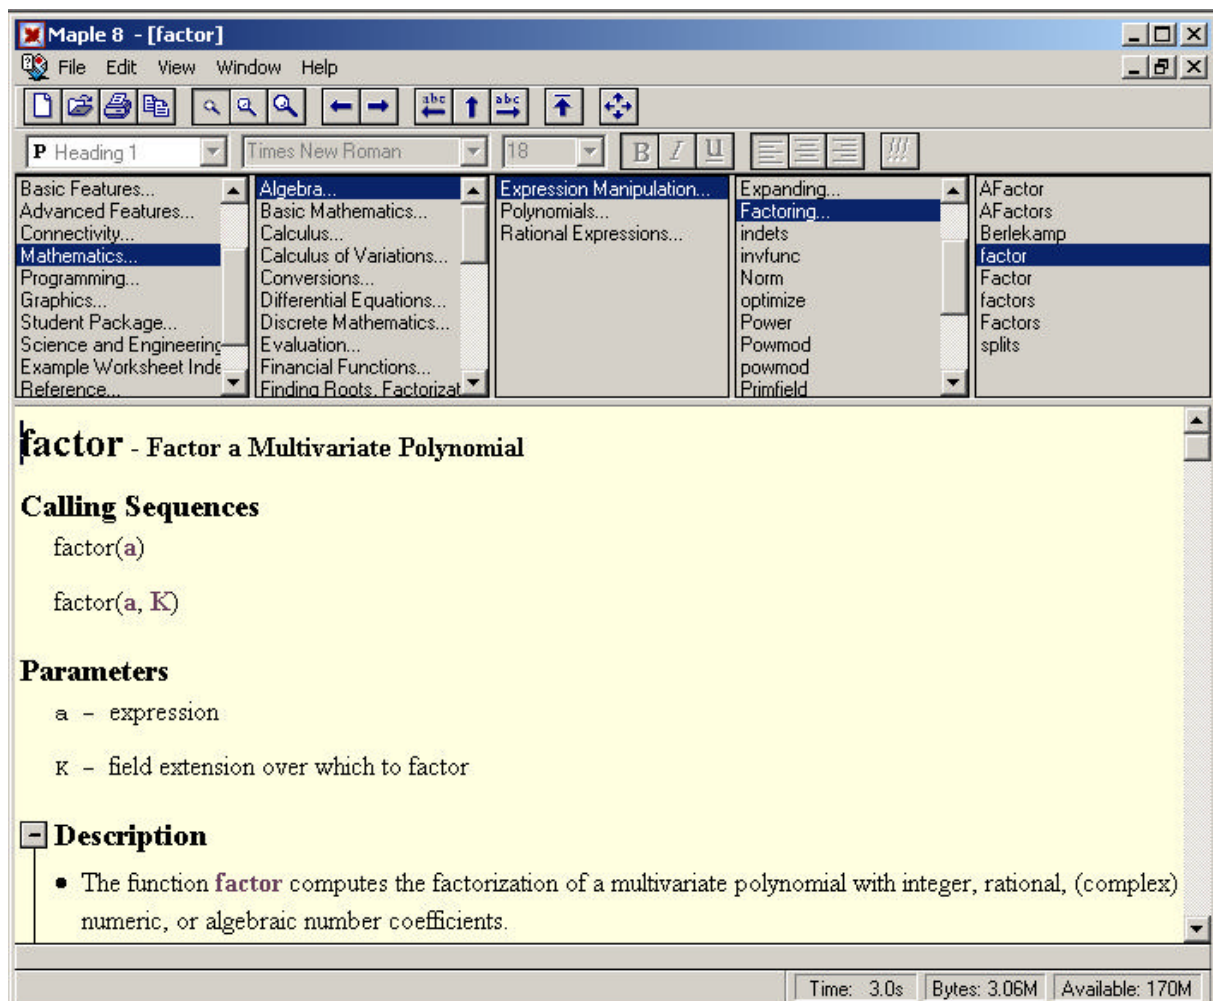 Maple 8 - [factor]
File Edit View Window Help
abc abc
P Heading 1 Times New Roman 18 B I U
Basic Features...
Advanced Features...
Connectivity...
Mathematics...
Programming...
Graphics...
Student Package...
Science and Engineering
Example Worksheet Inde
Reference...
Algebra...
Basic Mathematics...
Calculus...
Calculus of Variations...
Conversions...
Differential Equations...
Discrete Mathematics...
Evaluation...
Financial Functions...
Finding Roots, Factorizat
Expression Manipulation...
Polynomials...
Rational Expressions...
Expanding...
Factoring...
indets
invfunc
Norm
optimize
Power
Powmod
powmod
Primfield
AFactor
AFactors
Berlekamp
factor
Factor
factors
Factors
splits
factor - Factor a Multivariate Polynomial
Calling Sequences
factor(a)
factor(a, K)
Parameters
a - expression
K - field extension over which to factor
Description
• The function factor computes the factorization of a multivariate polynomial with integer, rational, (complex)
numeric, or algebraic number coefficients.
Time: 3.0s Bytes: 3.06M Available: 170M